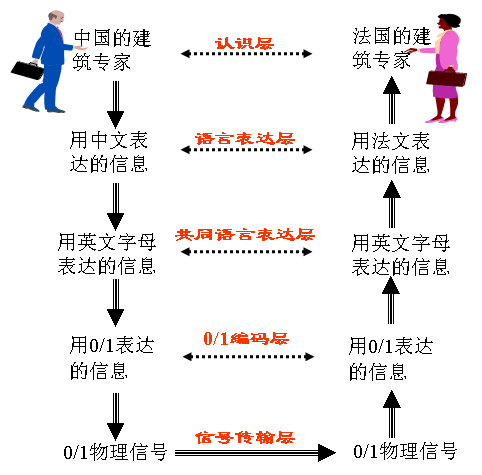 中国的建
筑专家
认识层
法国的建
筑专家
用中文表
达的信息
语言表达层
用法文表
达的信息
用英文字母
表达的信息
共同语言表达层
用英文字母
表达的信息
用0/1表达
的信息
0/1编码层
用0/1表达
的信息
0/1物理信号
信号传输层
0/1物理信号